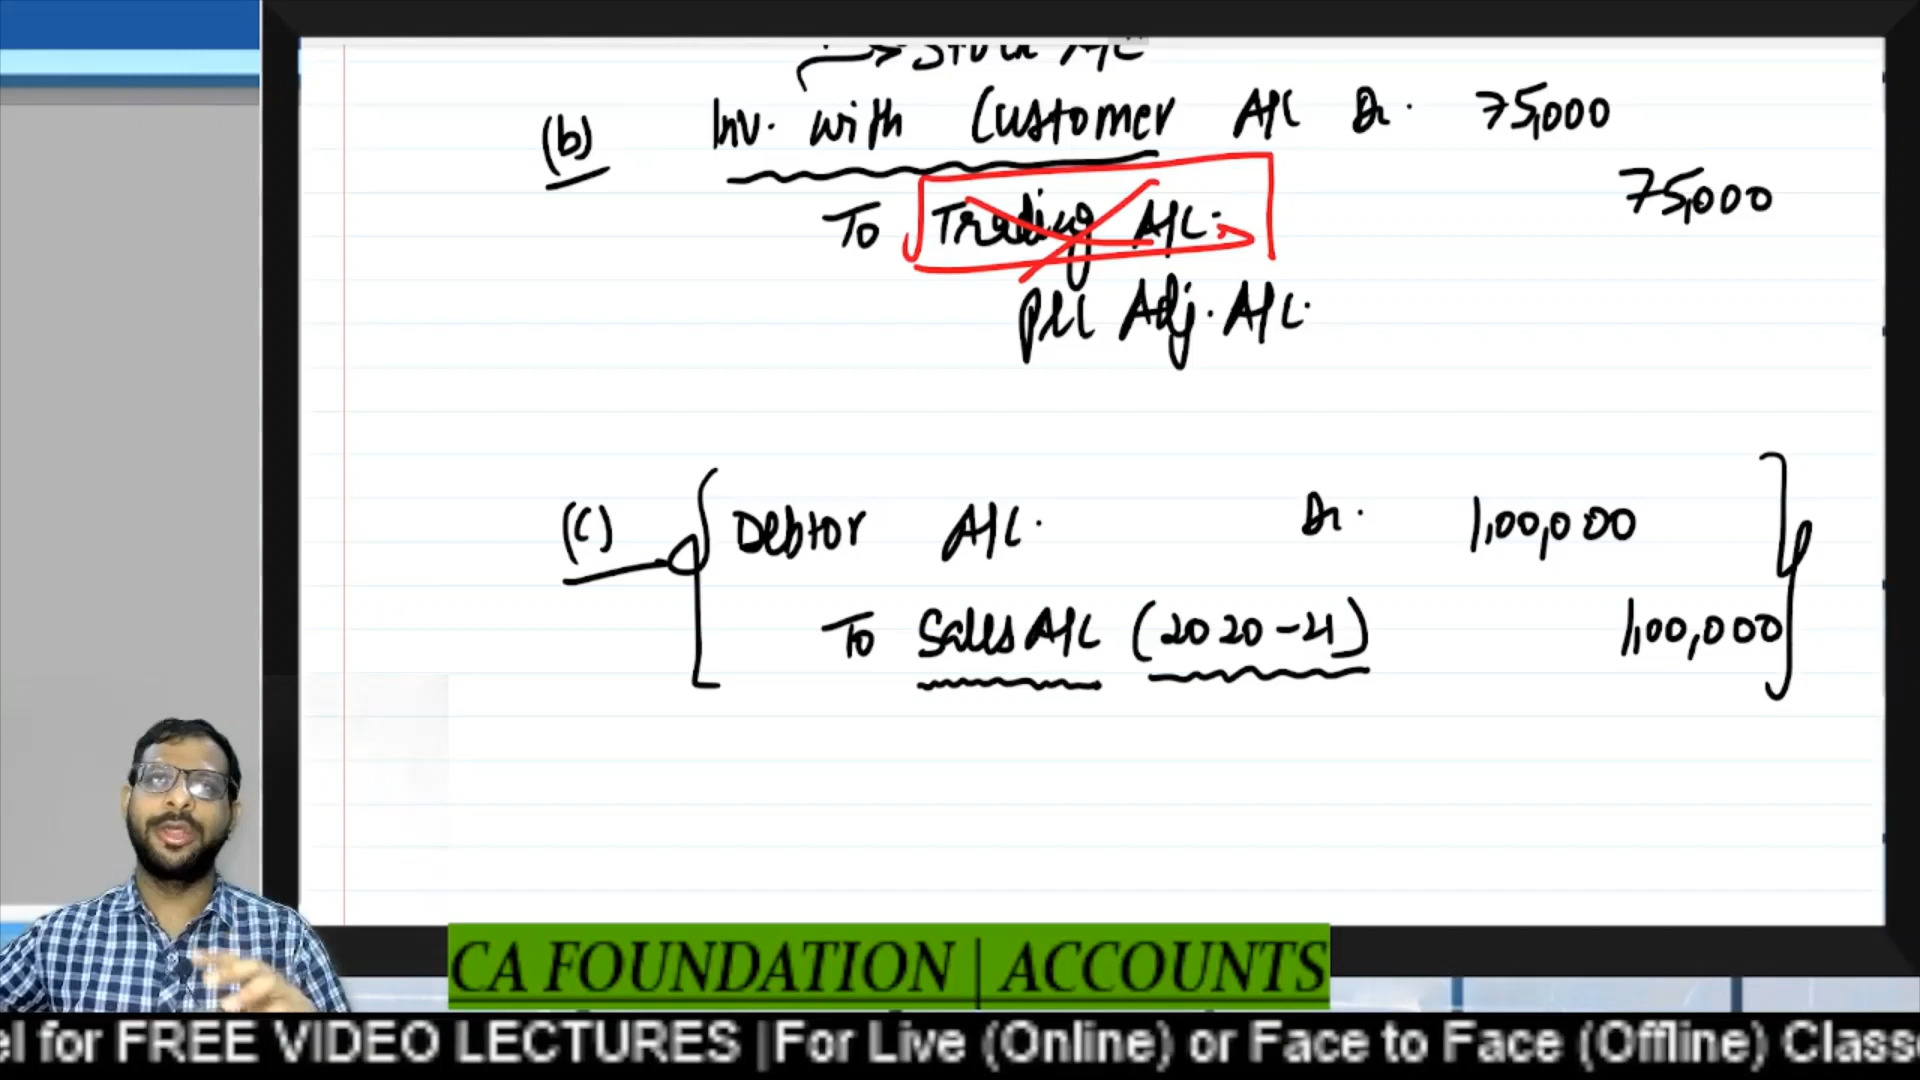 Stock A/C
(b) Inv. with Customer A/C Dr. 75,000
To Trading A/C. 75,000
P&L Adj. A/C.
(c) Debtor A/C. Dr. 1,00,000
To Sales A/C (2020-21) 1,00,000
CA FOUNDATION | ACCOUNTS
el for FREE VIDEO LECTURES | For Live (Online) or Face to Face (Offline) Classe